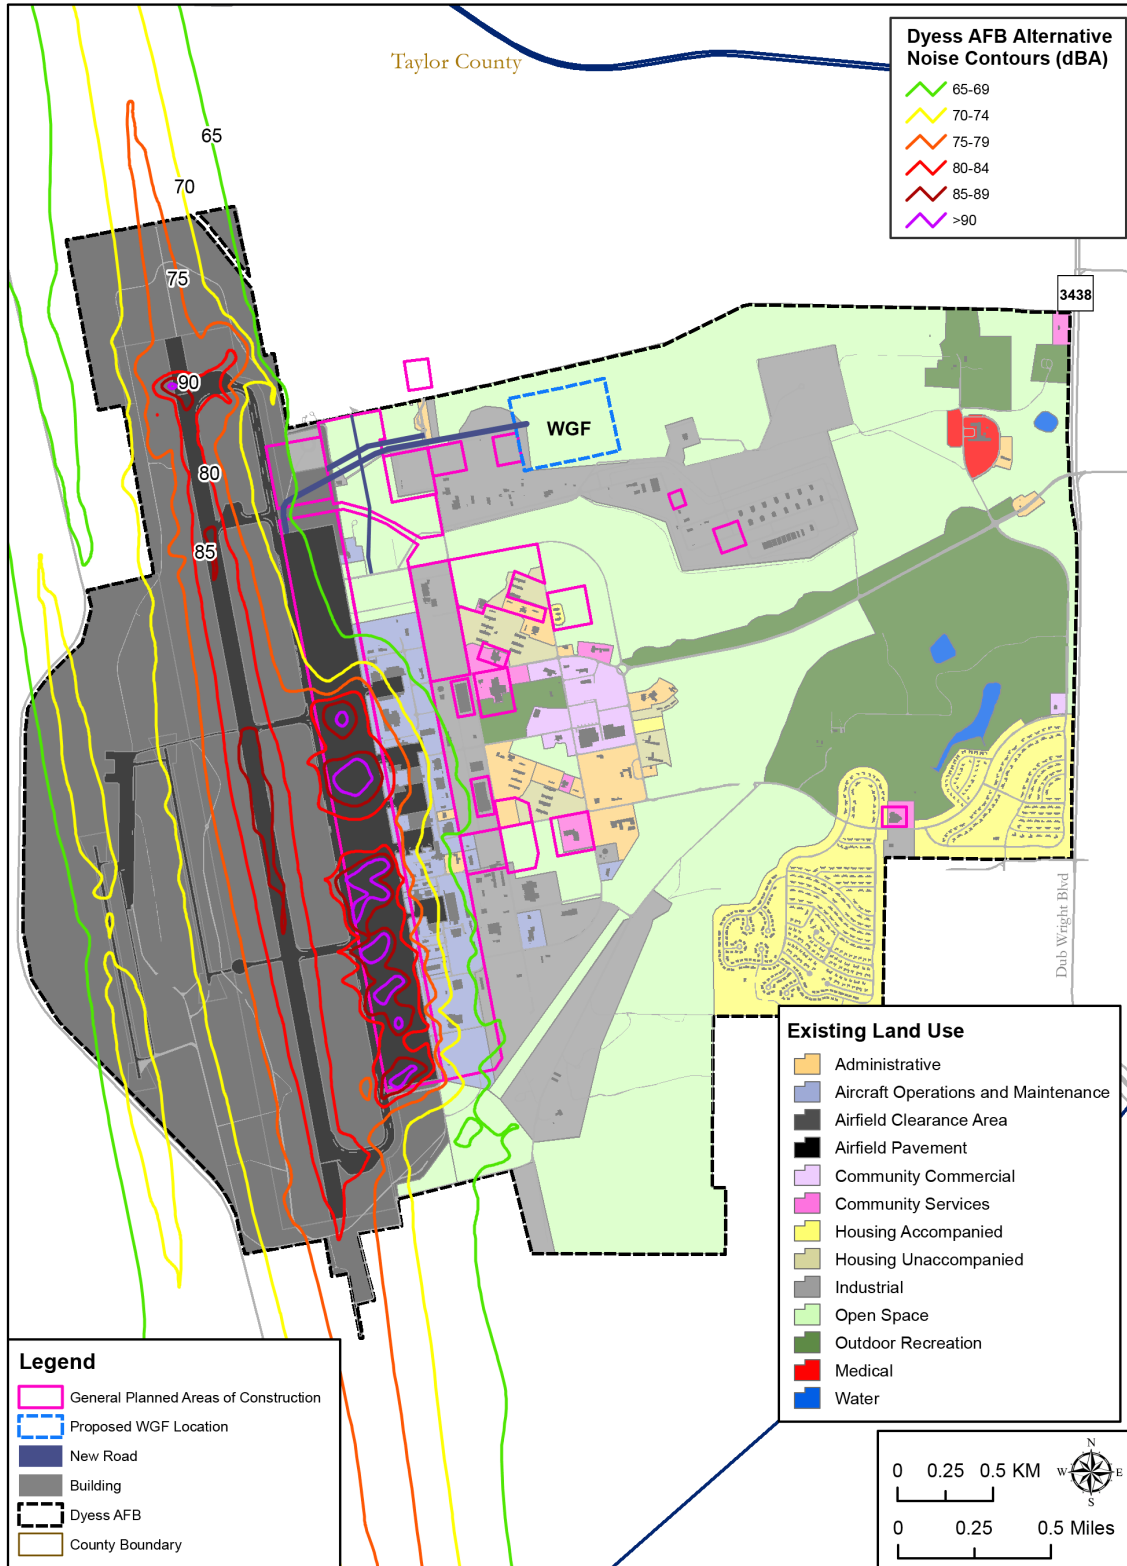 Taylor County
Dyess AFB Alternative
Noise Contours (dBA)
65-69
70-74
75-79
80-84
85-89
>90
65
70
75
90
80
85
3438
WGF
Dub Wright Blvd
Existing Land Use
Administrative
Aircraft Operations and Maintenance
Airfield Clearance Area
Airfield Pavement
Community Commercial
Community Services
Housing Accompanied
Housing Unaccompanied
Industrial
Open Space
Outdoor Recreation
Medical
Water
Legend
General Planned Areas of Construction
Proposed WGF Location
New Road
Building
Dyess AFB
County Boundary
0 0.25 0.5 KM
N
W E
S
0 0.25 0.5 Miles